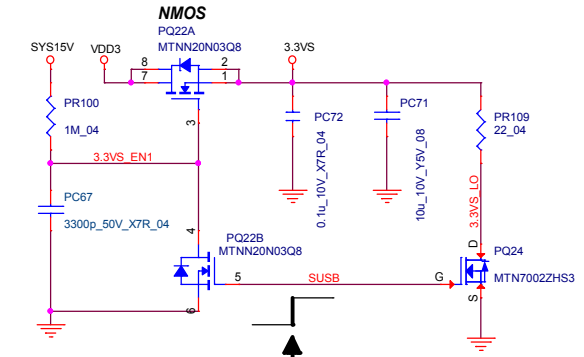 NMOS
PQ22A
MTNN20N03Q8
SYS15V
VDD3
3.3VS
8
7
2
1
3
PR100
1M_04
PC72
0.1u_10V_X7R_04
PC71
10u_10V_Y5V_08
PR109
22_04
3.3VS_EN1
3.3VS_LO
PC67
3300p_50V_X7R_04
4
PQ22B
MTNN20N03Q8
5
SUSB
6
G
D
S
PQ24
MTN7002ZHS3